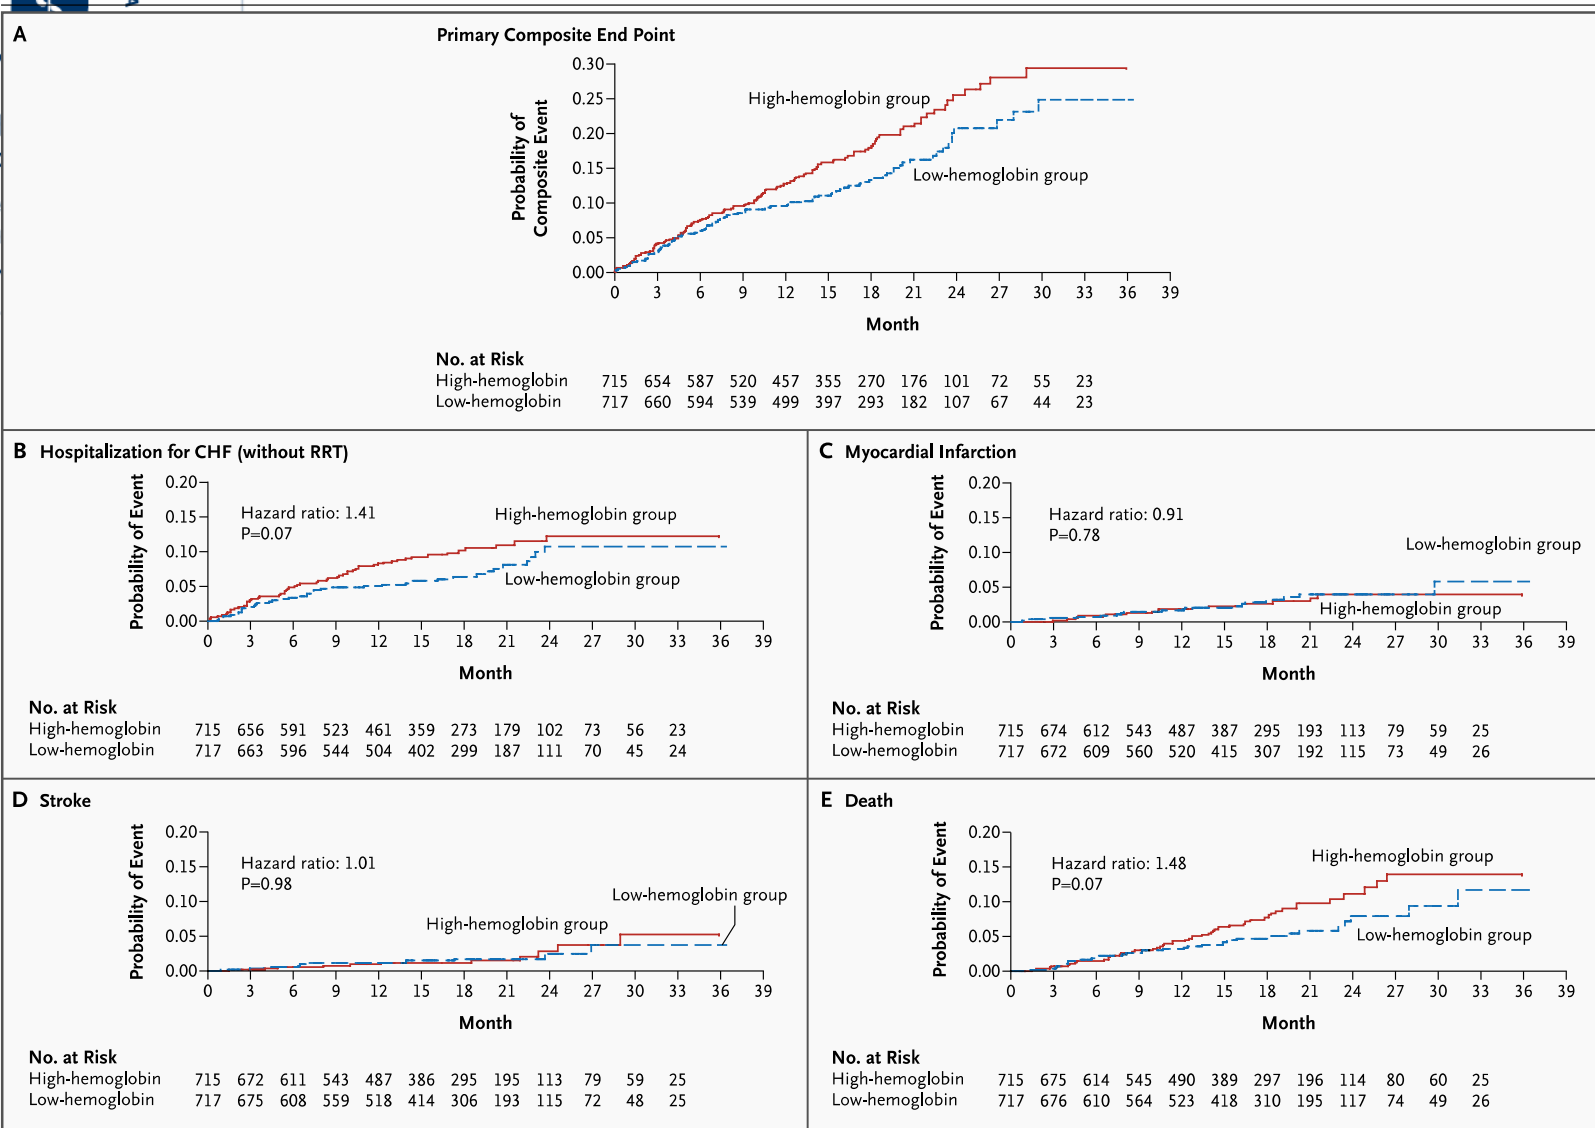 A
Primary Composite End Point
Probability of
Composite Event
0.30
0.25
0.20
0.15
0.10
0.05
0.00
High-hemoglobin group
Low-hemoglobin group
0 3 6 9 12 15 18 21 24 27 30 33 36 39
Month
No. at Risk
High-hemoglobin 715 654 587 520 457 355 270 176 101 72 55 23
Low-hemoglobin 717 660 594 539 499 397 293 182 107 67 44 23
B Hospitalization for CHF (without RRT)
Probability of Event
0.20
0.15
0.10
0.05
0.00
Hazard ratio: 1.41
P=0.07
High-hemoglobin group
Low-hemoglobin group
0 3 6 9 12 15 18 21 24 27 30 33 36 39
Month
No. at Risk
High-hemoglobin 715 656 591 523 461 359 273 179 102 73 56 23
Low-hemoglobin 717 663 596 544 504 402 299 187 111 70 45 24
C Myocardial Infarction
Probability of Event
0.20
0.15
0.10
0.05
0.00
Hazard ratio: 0.91
P=0.78
Low-hemoglobin group
High-hemoglobin group
0 3 6 9 12 15 18 21 24 27 30 33 36 39
Month
No. at Risk
High-hemoglobin 715 674 612 543 487 387 295 193 113 79 59 25
Low-hemoglobin 717 672 609 560 520 415 307 192 115 73 49 26
D Stroke
Probability of Event
0.20
0.15
0.10
0.05
0.00
Hazard ratio: 1.01
P=0.98
Low-hemoglobin group
High-hemoglobin group
0 3 6 9 12 15 18 21 24 27 30 33 36 39
Month
No. at Risk
High-hemoglobin 715 672 611 543 487 386 295 195 113 79 59 25
Low-hemoglobin 717 675 608 559 518 414 306 193 115 72 48 25
E Death
Probability of Event
0.20
0.15
0.10
0.05
0.00
Hazard ratio: 1.48
P=0.07
High-hemoglobin group
Low-hemoglobin group
0 3 6 9 12 15 18 21 24 27 30 33 36 39
Month
No. at Risk
High-hemoglobin 715 675 614 545 490 389 297 196 114 80 60 25
Low-hemoglobin 717 676 610 564 523 418 310 195 117 74 49 26